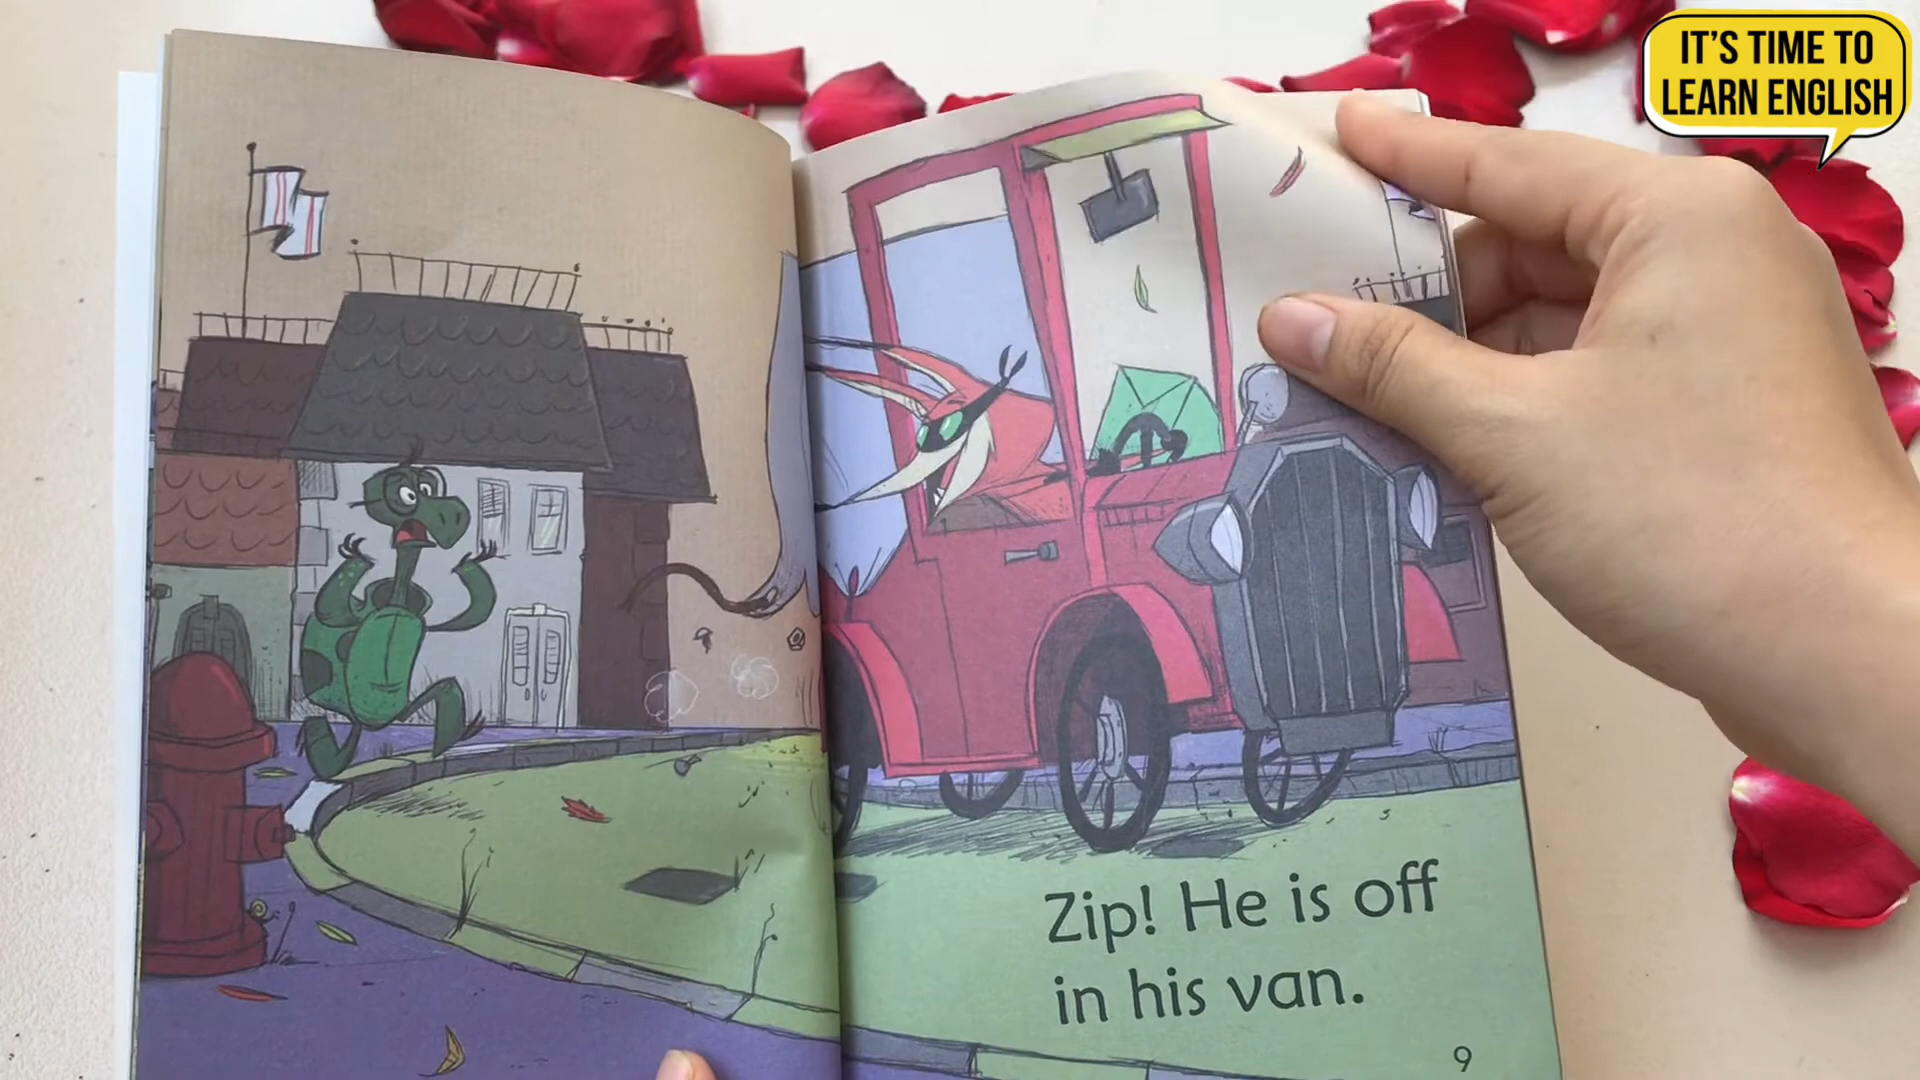 IT'S TIME TO
LEARN ENGLISH
Zip! He is off
in his van.
9